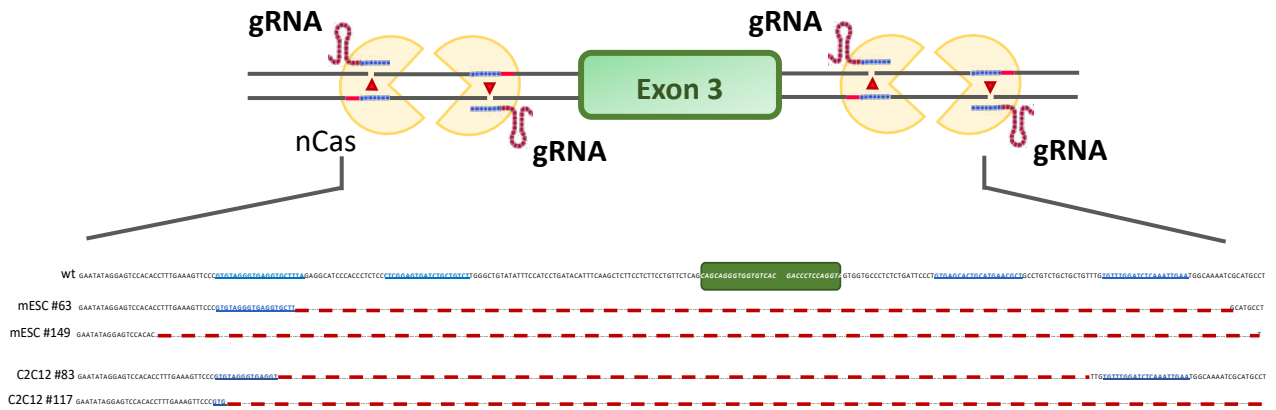 gRNA
gRNA
Exon 3
nCas
gRNA
gRNA
wt GAATATAGGAGTCCACACCTTTGAAAGTTCCCGTGTAGGGTGAGGTGCTTTAGAGGCATCCCACCCTCTCCCTCGGAGTGATCTGCTGTCTTGGGCTGTATATTTCCATCCTGATACATTTCAAGCTCTTCCTCTTCCTGTTCTCAGCAGCAGGGTGGTGTCAC GACCCTCCAGGTAGTGGTGCCCTCTCTGATTCCCTGTGAGCACTGCATGAACGCTGCCTGTCTGCTGCTGTTTGTGTTTGGATCTCAAATTGAATGGCAAAATCGCATGCCT
mESC #63 GAATATAGGAGTCCACACCTTTGAAAGTTCCCGTGTAGGGTGAGGTGCTT GCATGCCT
mESC #149 GAATATAGGAGTCCACAC T
C2C12 #83 GAATATAGGAGTCCACACCTTTGAAAGTTCCCGTGTAGGGTGAGGT TTGTGTTTGGATCTCAAATTGAATGGCAAAATCGCATGCCT
C2C12 #117 GAATATAGGAGTCCACACCTTTGAAAGTTCCCGTG